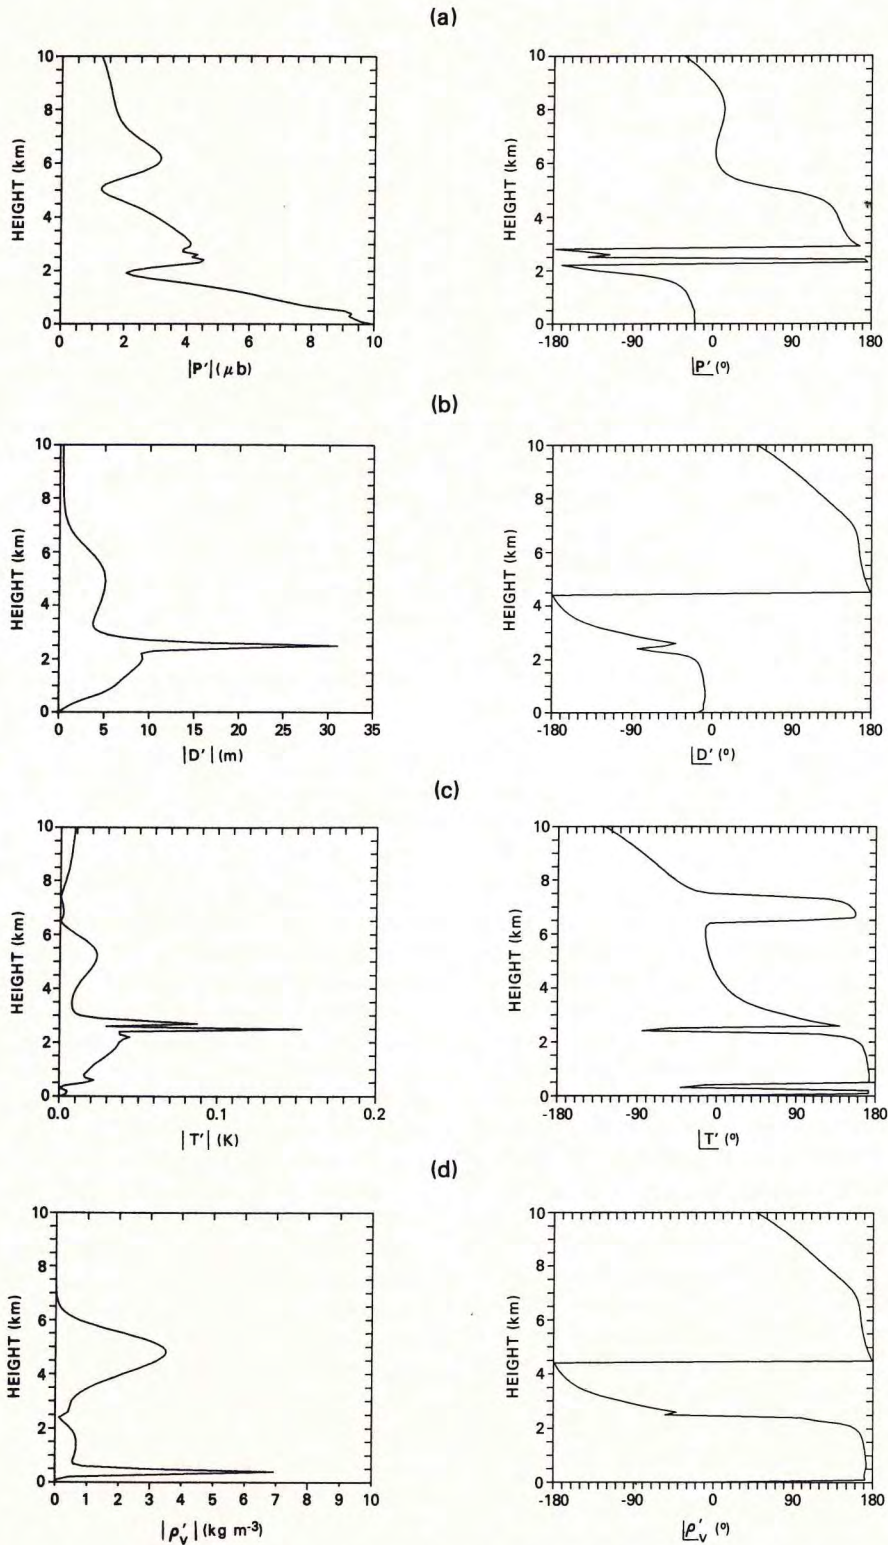 (a)
10
8
6
4
2
0
HEIGHT (km)
0 2 4 6 8 10
|P′| (μb)
10
8
6
4
2
0
HEIGHT (km)
-180 -90 0 90 180
P′ (º)
(b)
10
8
6
4
2
0
HEIGHT (km)
0 5 10 15 20 25 30 35
|D′| (m)
10
8
6
4
2
0
HEIGHT (km)
-180 -90 0 90 180
D′ (º)
(c)
10
8
6
4
2
0
HEIGHT (km)
0.0 0.1 0.2
|T′| (K)
10
8
6
4
2
0
HEIGHT (km)
-180 -90 0 90 180
T′ (º)
(d)
10
8
6
4
2
0
HEIGHT (km)
0 1 2 3 4 5 6 7 8 9 10
|ρ′v| (kg m-3)
10
8
6
4
2
0
HEIGHT (km)
-180 -90 0 90 180
ρ′v (º)